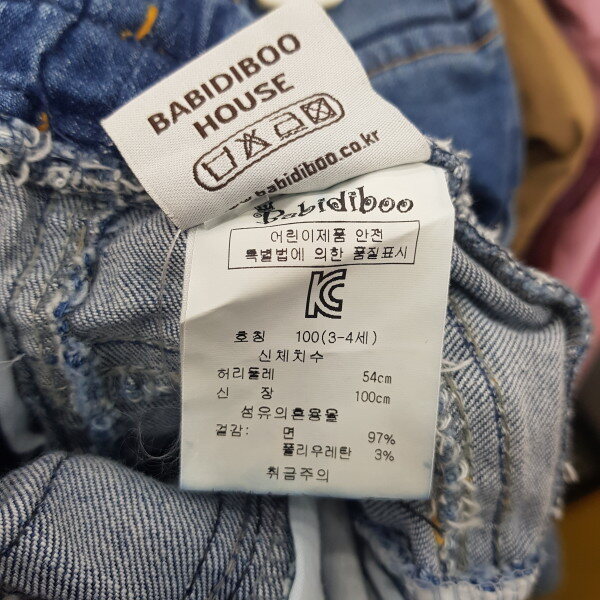 BABIDIBOO
HOUSE
babidiboo.co.kr
Babidiboo
어린이제품 안전
특별법에 의한 품질표시
KC
호칭 100(3-4세)
신체치수
허리둘레 54cm
신 장 100cm
섬유의혼용율
겉감: 면 97%
폴리우레탄 3%
취급주의